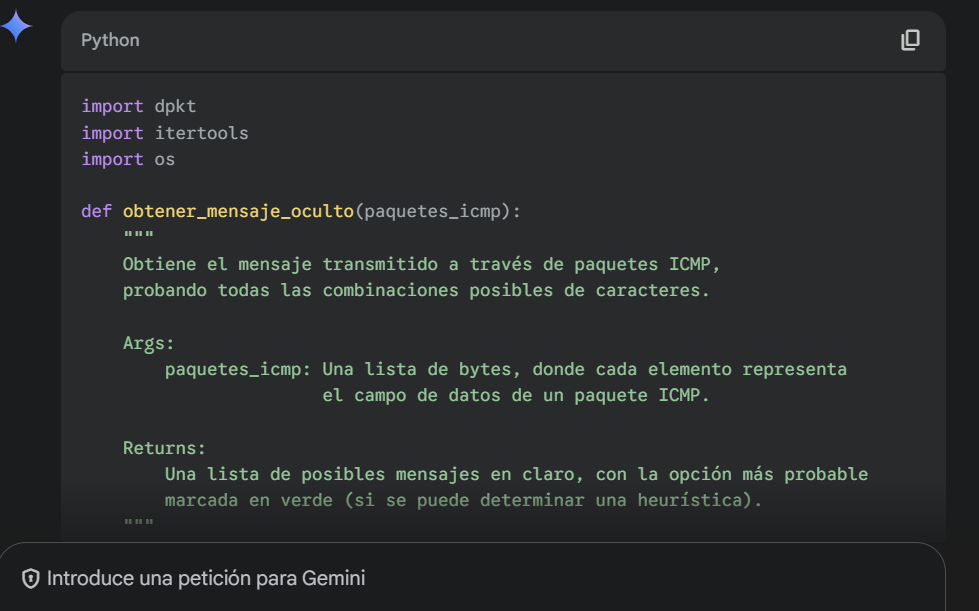 Python
import dpkt
import itertools
import os
def obtener_mensaje_oculto(paquetes_icmp):
"""
Obtiene el mensaje transmitido a través de paquetes ICMP,
probando todas las combinaciones posibles de caracteres.
Args:
paquetes_icmp: Una lista de bytes, donde cada elemento representa
el campo de datos de un paquete ICMP.
Returns:
Una lista de posibles mensajes en claro, con la opción más probable
marcada en verde (si se puede determinar una heurística).
"""
Introduce una petición para Gemini